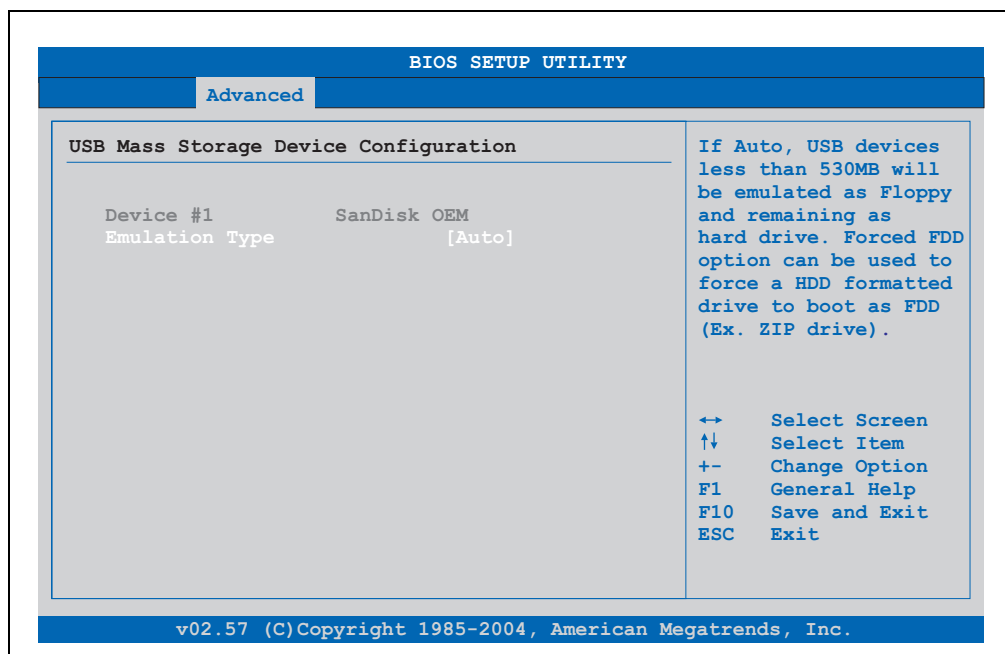 BIOS SETUP UTILITY
Advanced
USB Mass Storage Device Configuration
Device #1 SanDisk OEM
Emulation Type [Auto]
If Auto, USB devices
less than 530MB will
be emulated as Floppy
and remaining as
hard drive. Forced FDD
option can be used to
force a HDD formatted
drive to boot as FDD
(Ex. ZIP drive).
↔ Select Screen
↑↓ Select Item
+- Change Option
F1 General Help
F10 Save and Exit
ESC Exit
v02.57 (C)Copyright 1985-2004, American Megatrends, Inc.